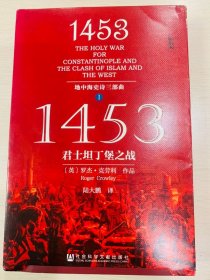 1453
THE HOLY WAR
FOR
CONSTANTINOPLE AND
THE CLASH OF ISLAM AND
THE WEST
地中海史诗三部曲
1
1453
君士坦丁堡之战
〔英〕罗杰·克劳利 作品
Roger Crowley
陆大鹏 译
社会科学文献出版社